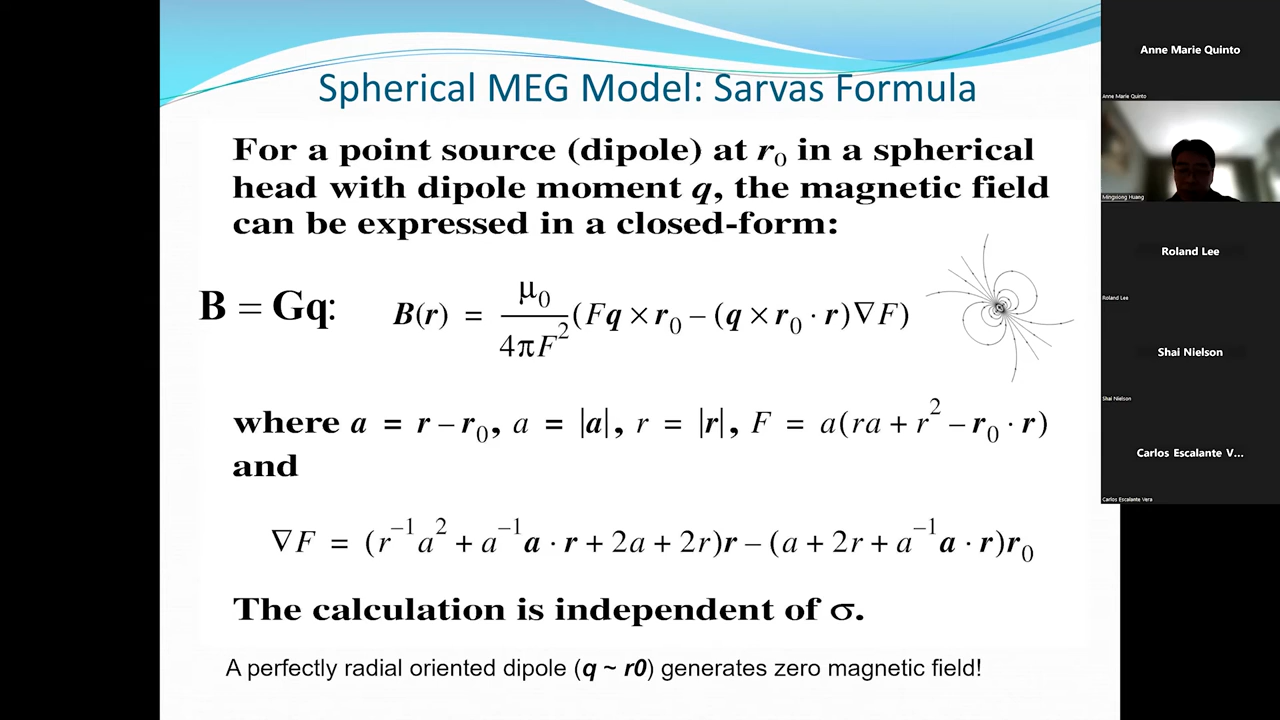 Spherical MEG Model: Sarvas Formula
For a point source (dipole) at r₀ in a spherical
head with dipole moment q, the magnetic field
can be expressed in a closed-form:
B = Gq: B(r) = μ₀/4πF² (Fq × r₀ – (q × r₀ · r)∇F)
where a = r – r₀, a = |a|, r = |r|, F = a(ra + r² – r₀ · r)
and
∇F = (r⁻¹a² + a⁻¹a · r + 2a + 2r)r – (a + 2r + a⁻¹a · r)r₀
The calculation is independent of σ.
A perfectly radial oriented dipole (q ~ r0) generates zero magnetic field!
Anne Marie Quinto
Anne Marie Quinto
Mingxiong Huang
Roland Lee
Roland Lee
Shai Nielson
Shai Nielson
Carlos Escalante V...
Carlos Escalante Vera